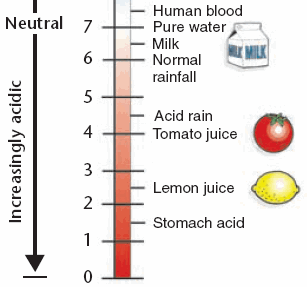 Human blood
Neutral
7
Pure water
Milk
MILK
MILK
6
Normal
rainfall
5
Acid rain
4
Tomato juice
3
Lemon juice
2
Stomach acid
1
0
Increasingly acidic